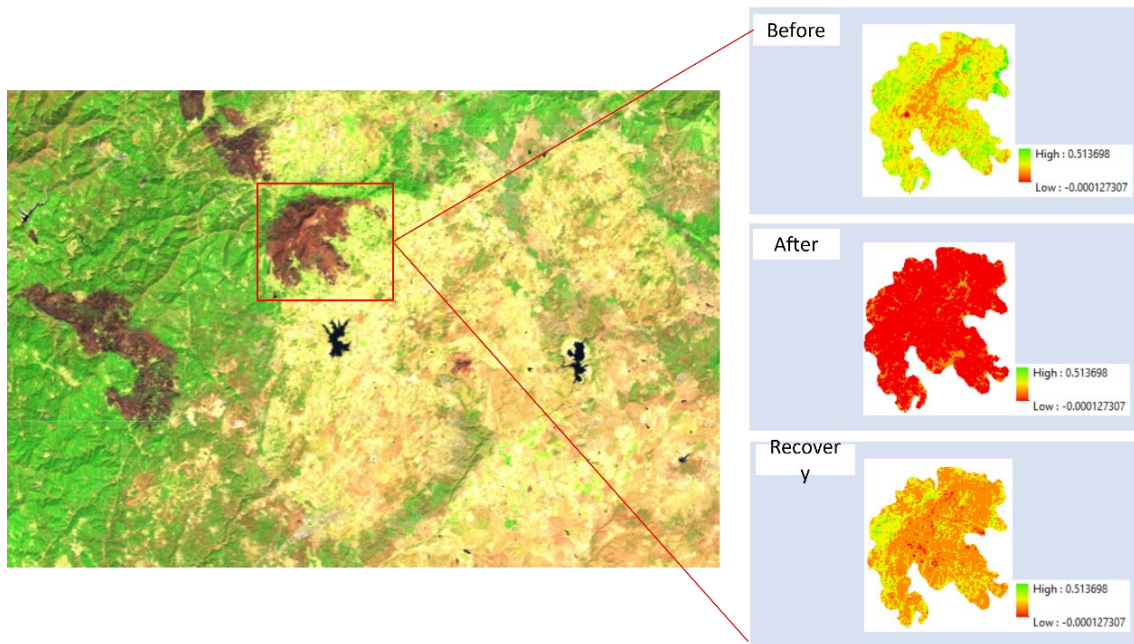 Before
High : 0.513698
Low : -0.000127307
After
High : 0.513698
Low : -0.000127307
Recover
y
High : 0.513698
Low : -0.000127307